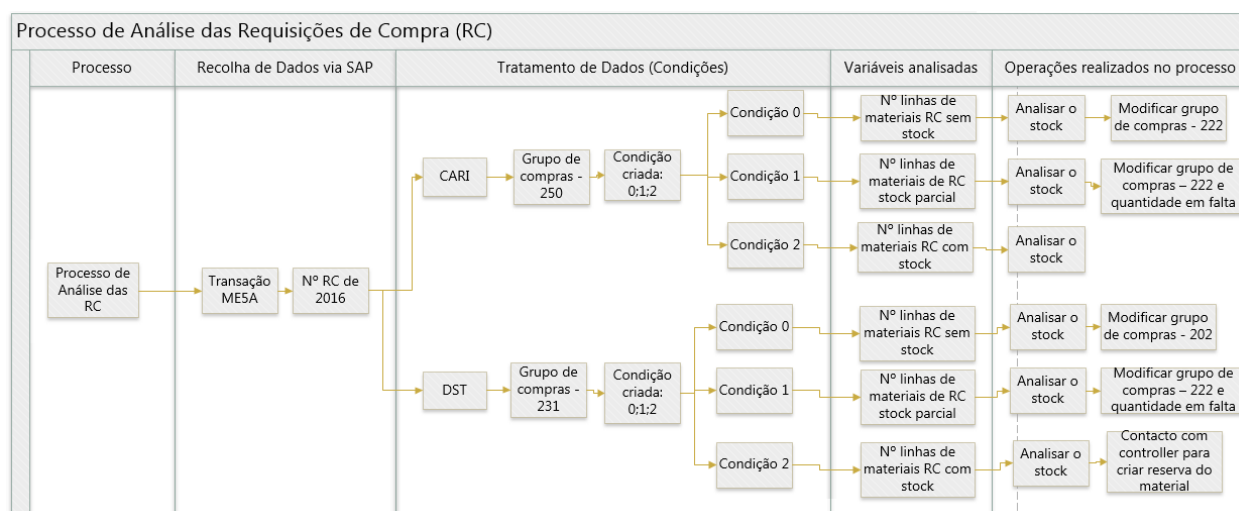 Processo de Análise das Requisições de Compra (RC)
Processo
Recolha de Dados via SAP
Tratamento de Dados (Condições)
Variáveis analisadas
Operações realizados no processo
Processo de
Análise das
RC
Transação
ME5A
Nº RC de
2016
CARI
Grupo de
compras -
250
Condição
criada:
0;1;2
Condição 0
Nº linhas de
materiais RC sem
stock
Analisar o
stock
Modificar grupo
de compras - 222
Condição 1
Nº linhas de
materiais de RC
stock parcial
Analisar o
stock
Modificar grupo de
compras – 222 e
quantidade em falta
Condição 2
Nº linhas de
materiais RC com
stock
Analisar o
stock
DST
Grupo de
compras -
231
Condição
criada:
0;1;2
Condição 0
Nº linhas de
materiais RC sem
stock
Analisar o
stock
Modificar grupo
de compras - 202
Condição 1
Nº linhas de
materiais de RC
stock parcial
Analisar o
stock
Modificar grupo de
compras – 222 e
quantidade em falta
Condição 2
Nº linhas de
materiais RC com
stock
Analisar o
stock
Contacto com
controller para
criar reserva do
material